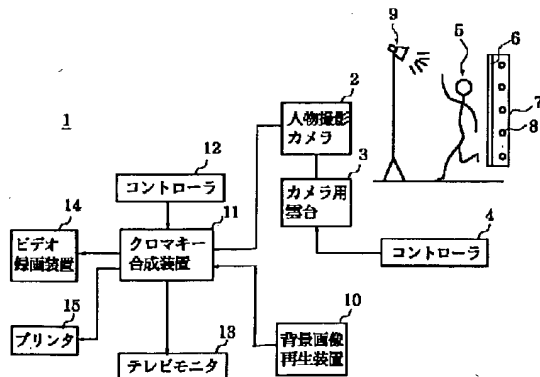 9
5
6
7
8
1
2
人物撮影
カメラ
3
カメラ用
雲台
4
コントローラ
12
コントローラ
11
クロマキー
合成装置
14
ビデオ
録画装置
15
プリンタ
13
テレビモニタ
10
背景画像
再生装置